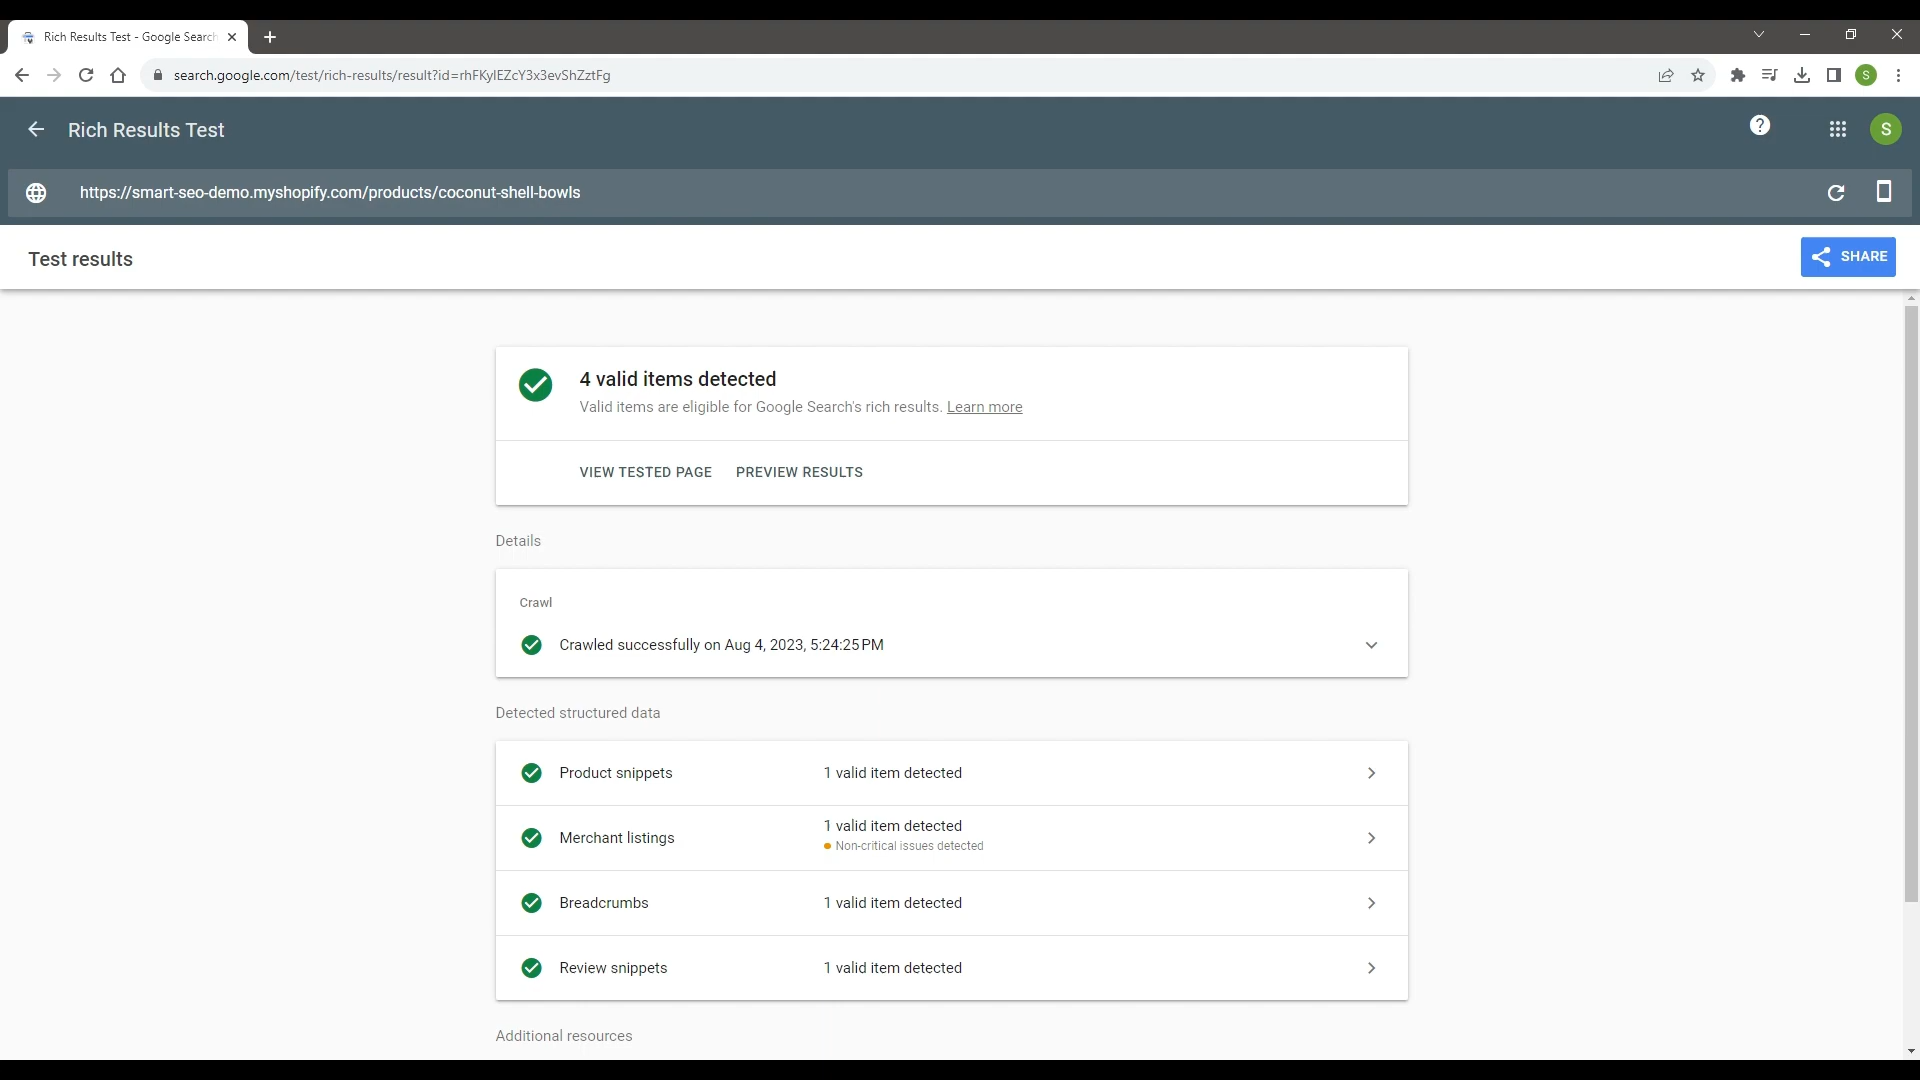 Rich Results Test - Google Search
search.google.com/test/rich-results/result?id=rhFKylEZcY3x3evShZztFg
S
Rich Results Test
S
https://smart-seo-demo.myshopify.com/products/coconut-shell-bowls
Test results
SHARE
4 valid items detected
Valid items are eligible for Google Search's rich results. Learn more
VIEW TESTED PAGE PREVIEW RESULTS
Details
Crawl
Crawled successfully on Aug 4, 2023, 5:24:25 PM
Detected structured data
Product snippets 1 valid item detected
Merchant listings 1 valid item detected
Non-critical issues detected
Breadcrumbs 1 valid item detected
Review snippets 1 valid item detected
Additional resources